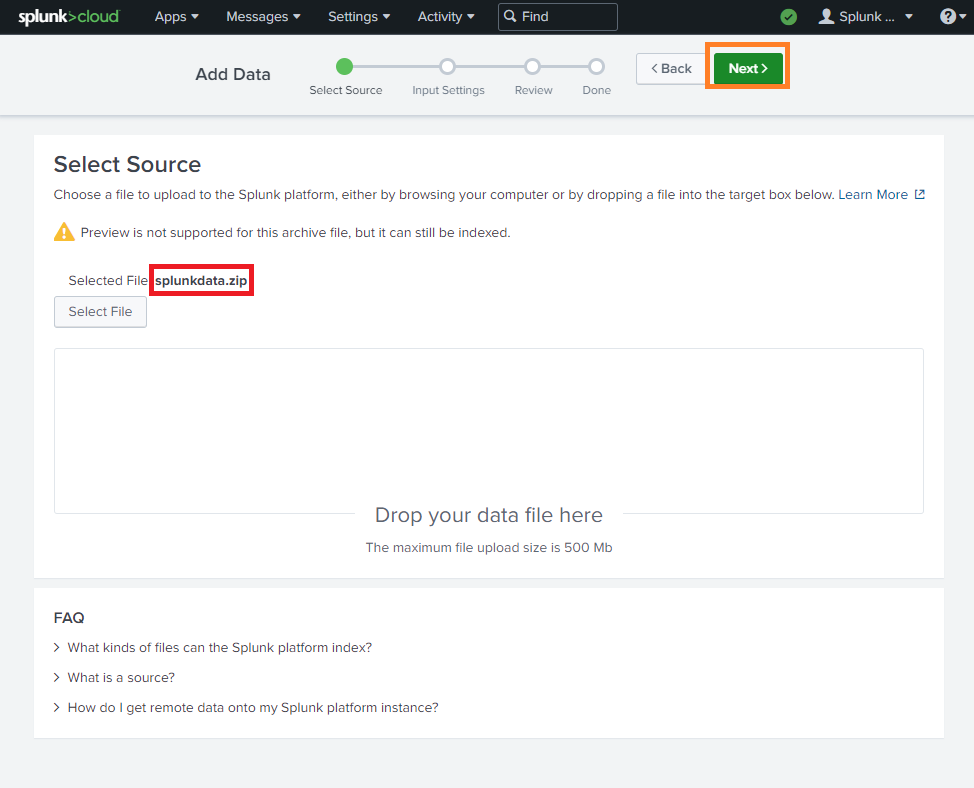 splunk>cloud Apps Messages Settings Activity Find Splunk ... ?
Add Data
Select Source Input Settings Review Done
< Back Next >
Select Source
Choose a file to upload to the Splunk platform, either by browsing your computer or by dropping a file into the target box below. Learn More
Preview is not supported for this archive file, but it can still be indexed.
Selected File splunkdata.zip
Select File
Drop your data file here
The maximum file upload size is 500 Mb
FAQ
> What kinds of files can the Splunk platform index?
> What is a source?
> How do I get remote data onto my Splunk platform instance?